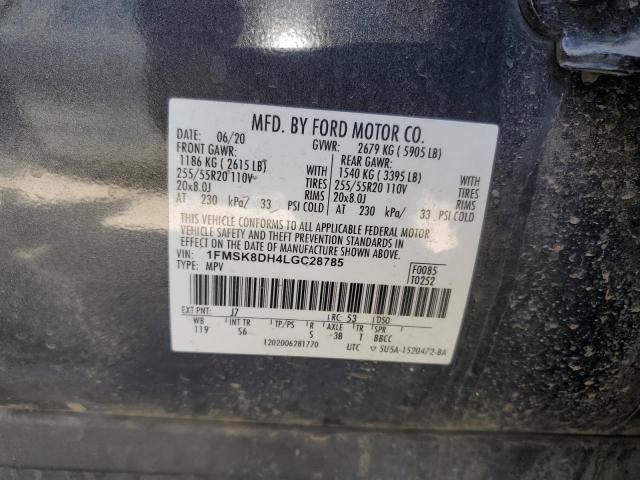 MFD. BY FORD MOTOR CO.
DATE: 06/20 GVWR: 2679 KG ( 5905 LB)
FRONT GAWR: REAR GAWR:
1186 KG ( 2615 LB) WITH 1540 KG ( 3395 LB) WITH
255/55R20 110V TIRES 255/55R20 110V TIRES
20x8.0J RIMS 20x8.0J RIMS
AT 230 kPa/ 33 PSI COLD AT 230 kPa/ 33 PSI COLD
THIS VEHICLE CONFORMS TO ALL APPLICABLE FEDERAL MOTOR
VEHICLE SAFETY AND THEFT PREVENTION STANDARDS IN
EFFECT ON THE DATE OF MANUFACTURE SHOWN ABOVE.
VIN: 1FMSK8DH4LGC28785 F0085
TYPE: MPV T0252
EXT PNT: J7 RC: 53 DSO:
WB INT TR TP/PS R AXLE TR SPR
119 S6 S -3B T BBCC
1202006281770 UTC ▽ 5U5A-1520472-BA